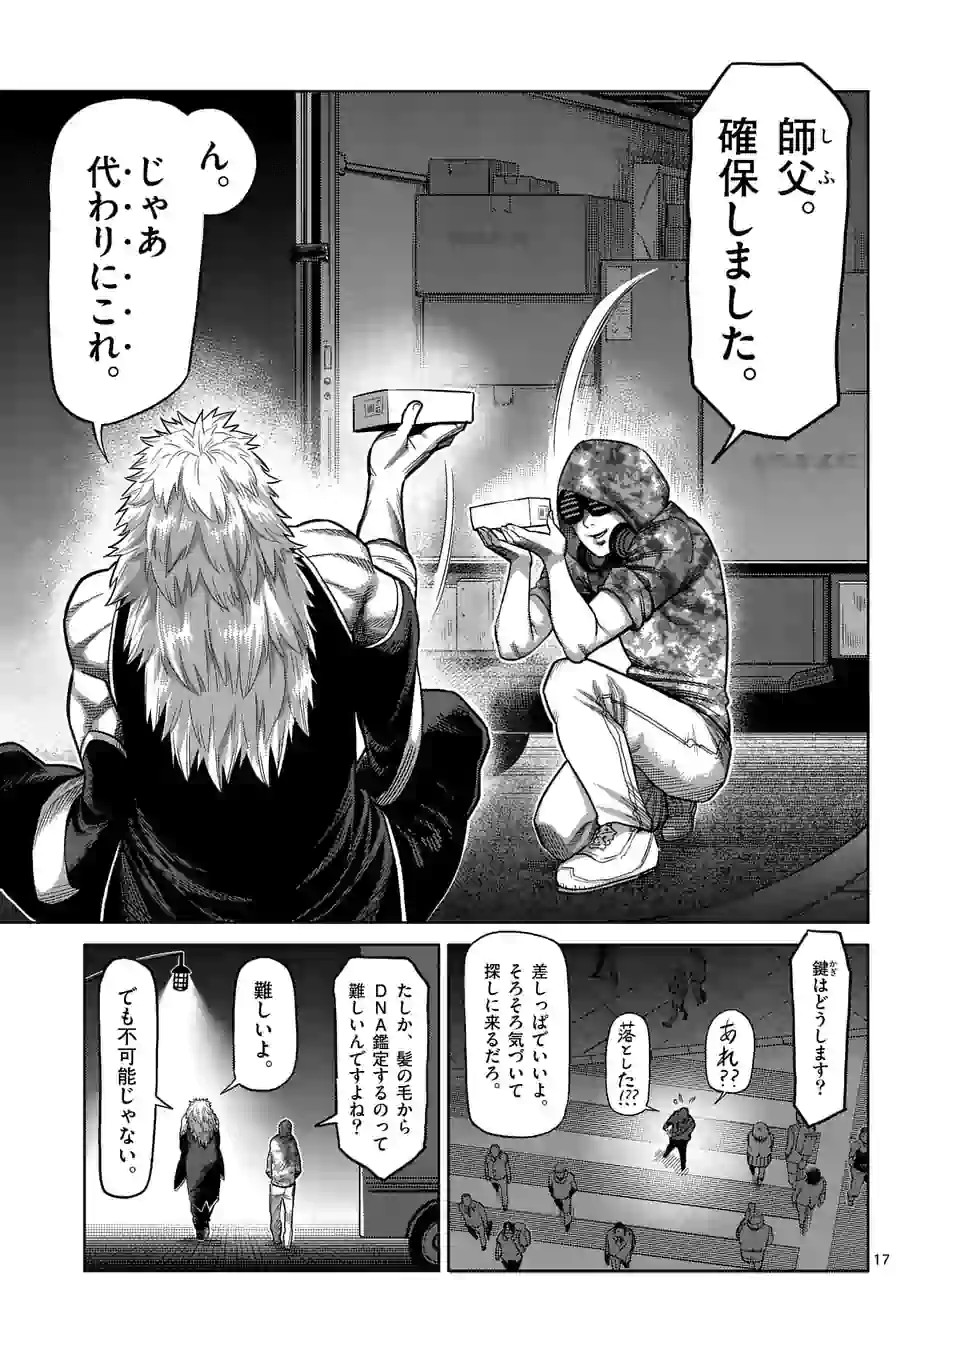 師父。
確保しました。
しふ
ん。
じゃあ
代わりにこれ。
鍵はどうします?
かぎ
あれ??
落とした!??
差しっぱでいいよ。
そろそろ気づいて
探しに来るだろ。
たしか、髪の毛から
DNA鑑定するのって
難しいんですよね?
難しいよ。
でも不可能じゃない。
17